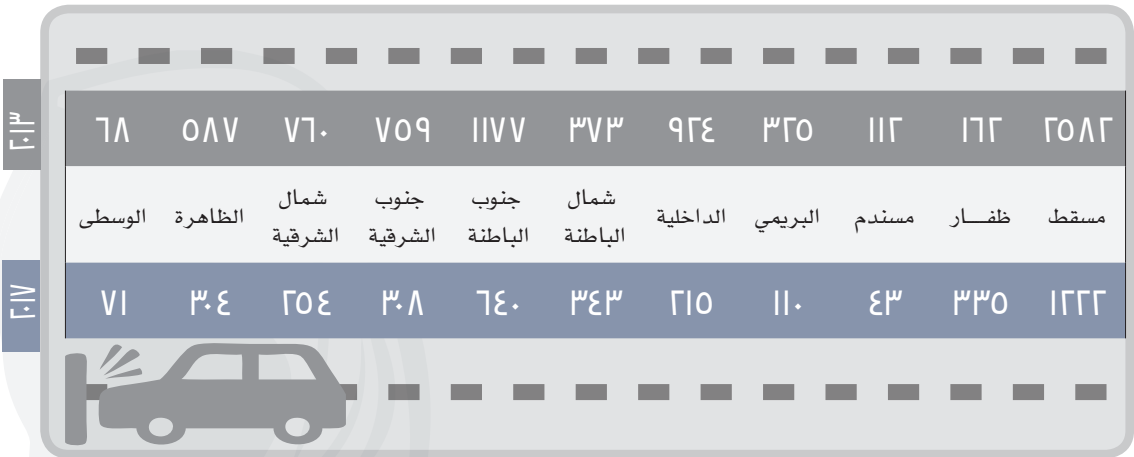 ٢٠١٣
٢٥٨٢ ١٦٢ ١١٢ ٣٢٥ ٩٢٤ ٣٧٣ ١١٧٧ ٧٥٩ ٧٦٠ ٥٨٧ ٦٨
مسقط ظفـــار مسندم البريمي الداخلية شمال الباطنة جنوب الباطنة جنوب الشرقية شمال الشرقية الظاهرة الوسطى
٢٠١٧
١٢٢٢ ٣٣٥ ٤٣ ١١٠ ٢١٥ ٣٤٣ ٦٤٠ ٣٠٨ ٢٥٤ ٣٠٤ ٧١